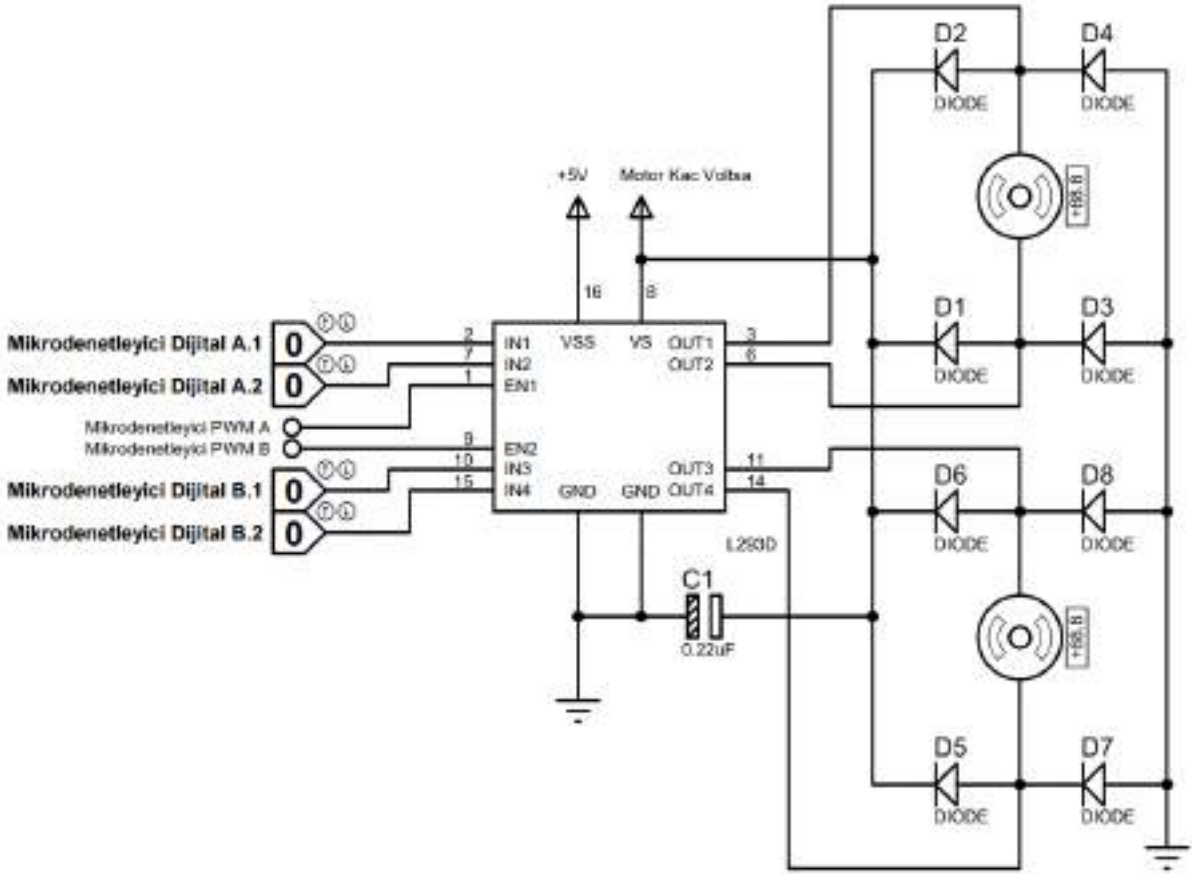 D2
D4
DIODE
DIODE
+5V
Motor Kac Voltsa
+88.8
16
8
D1
D3
Mikrodenetleyici Dijital A.1
0
2
IN1
VSS
VS
OUT1
3
Mikrodenetleyici Dijital A.2
0
7
IN2
OUT2
6
1
EN1
DIODE
DIODE
Mikrodenetleyici PWM A
Mikrodenetleyici PWM B
9
EN2
Mikrodenetleyici Dijital B.1
0
10
IN3
OUT3
11
Mikrodenetleyici Dijital B.2
0
15
IN4
GND
GND
OUT4
14
D6
D8
L293D
DIODE
DIODE
C1
0.22uF
+88.8
D5
D7
DIODE
DIODE